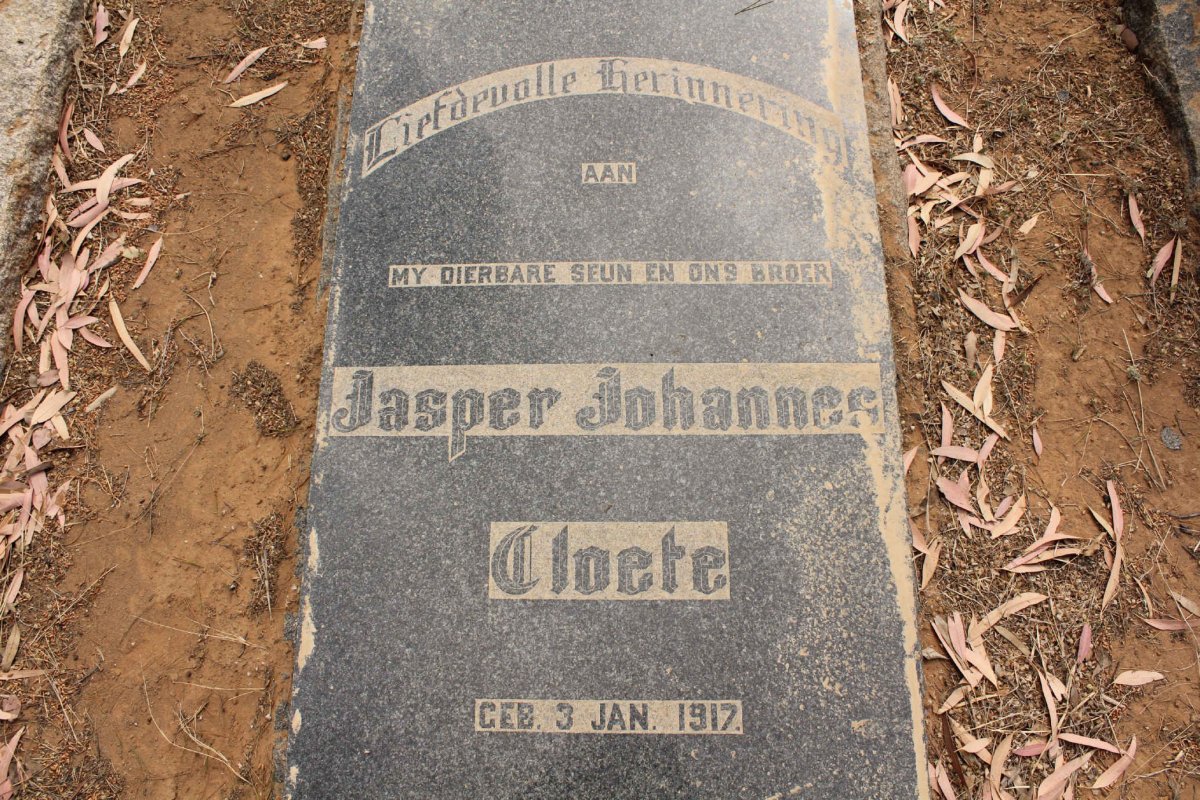 Liefdevolle Herinnering
AAN
MY DIERBARE SEUN EN ONS BROER
Jasper Johannes
Cloete
GEB. 3 JAN. 1917.